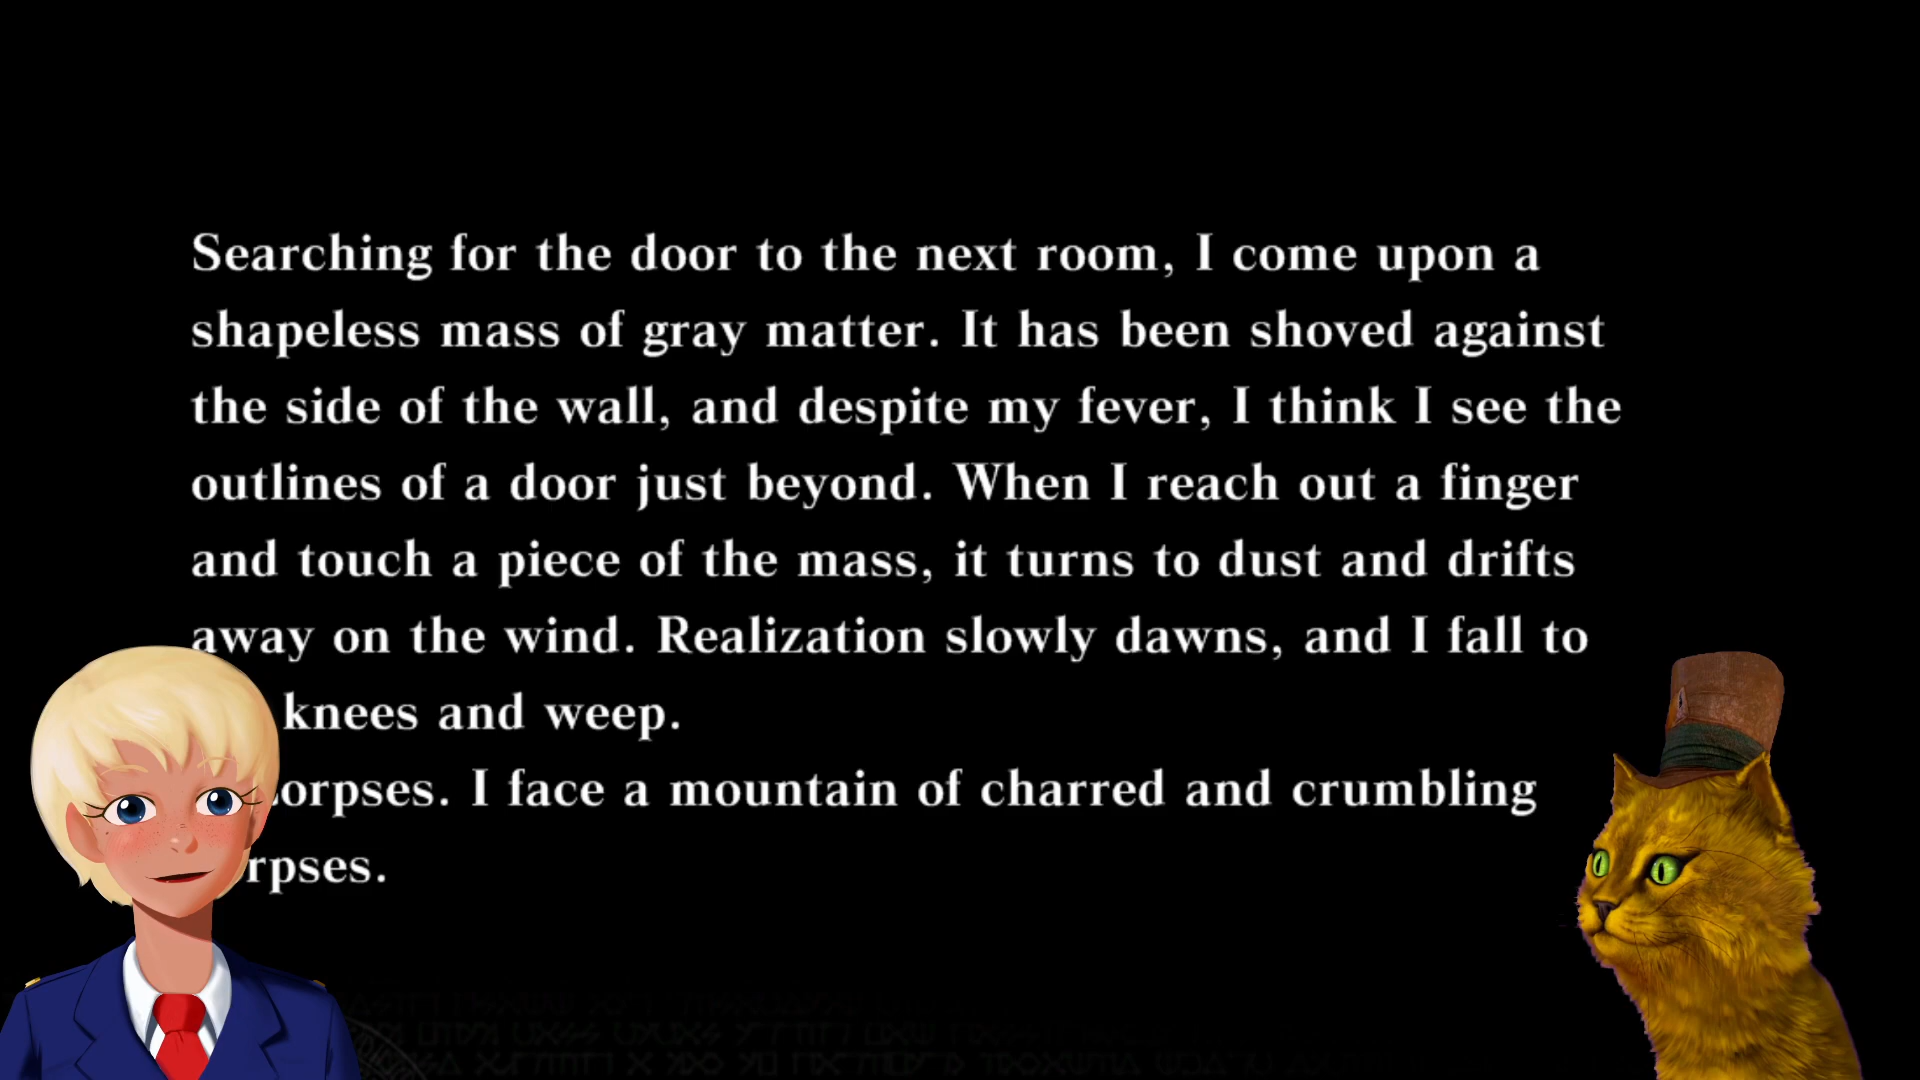 Searching for the door to the next room, I come upon a
shapeless mass of gray matter. It has been shoved against
the side of the wall, and despite my fever, I think I see the
outlines of a door just beyond. When I reach out a finger
and touch a piece of the mass, it turns to dust and drifts
away on the wind. Realization slowly dawns, and I fall to
knees and weep.
orpses. I face a mountain of charred and crumbling
rpses.